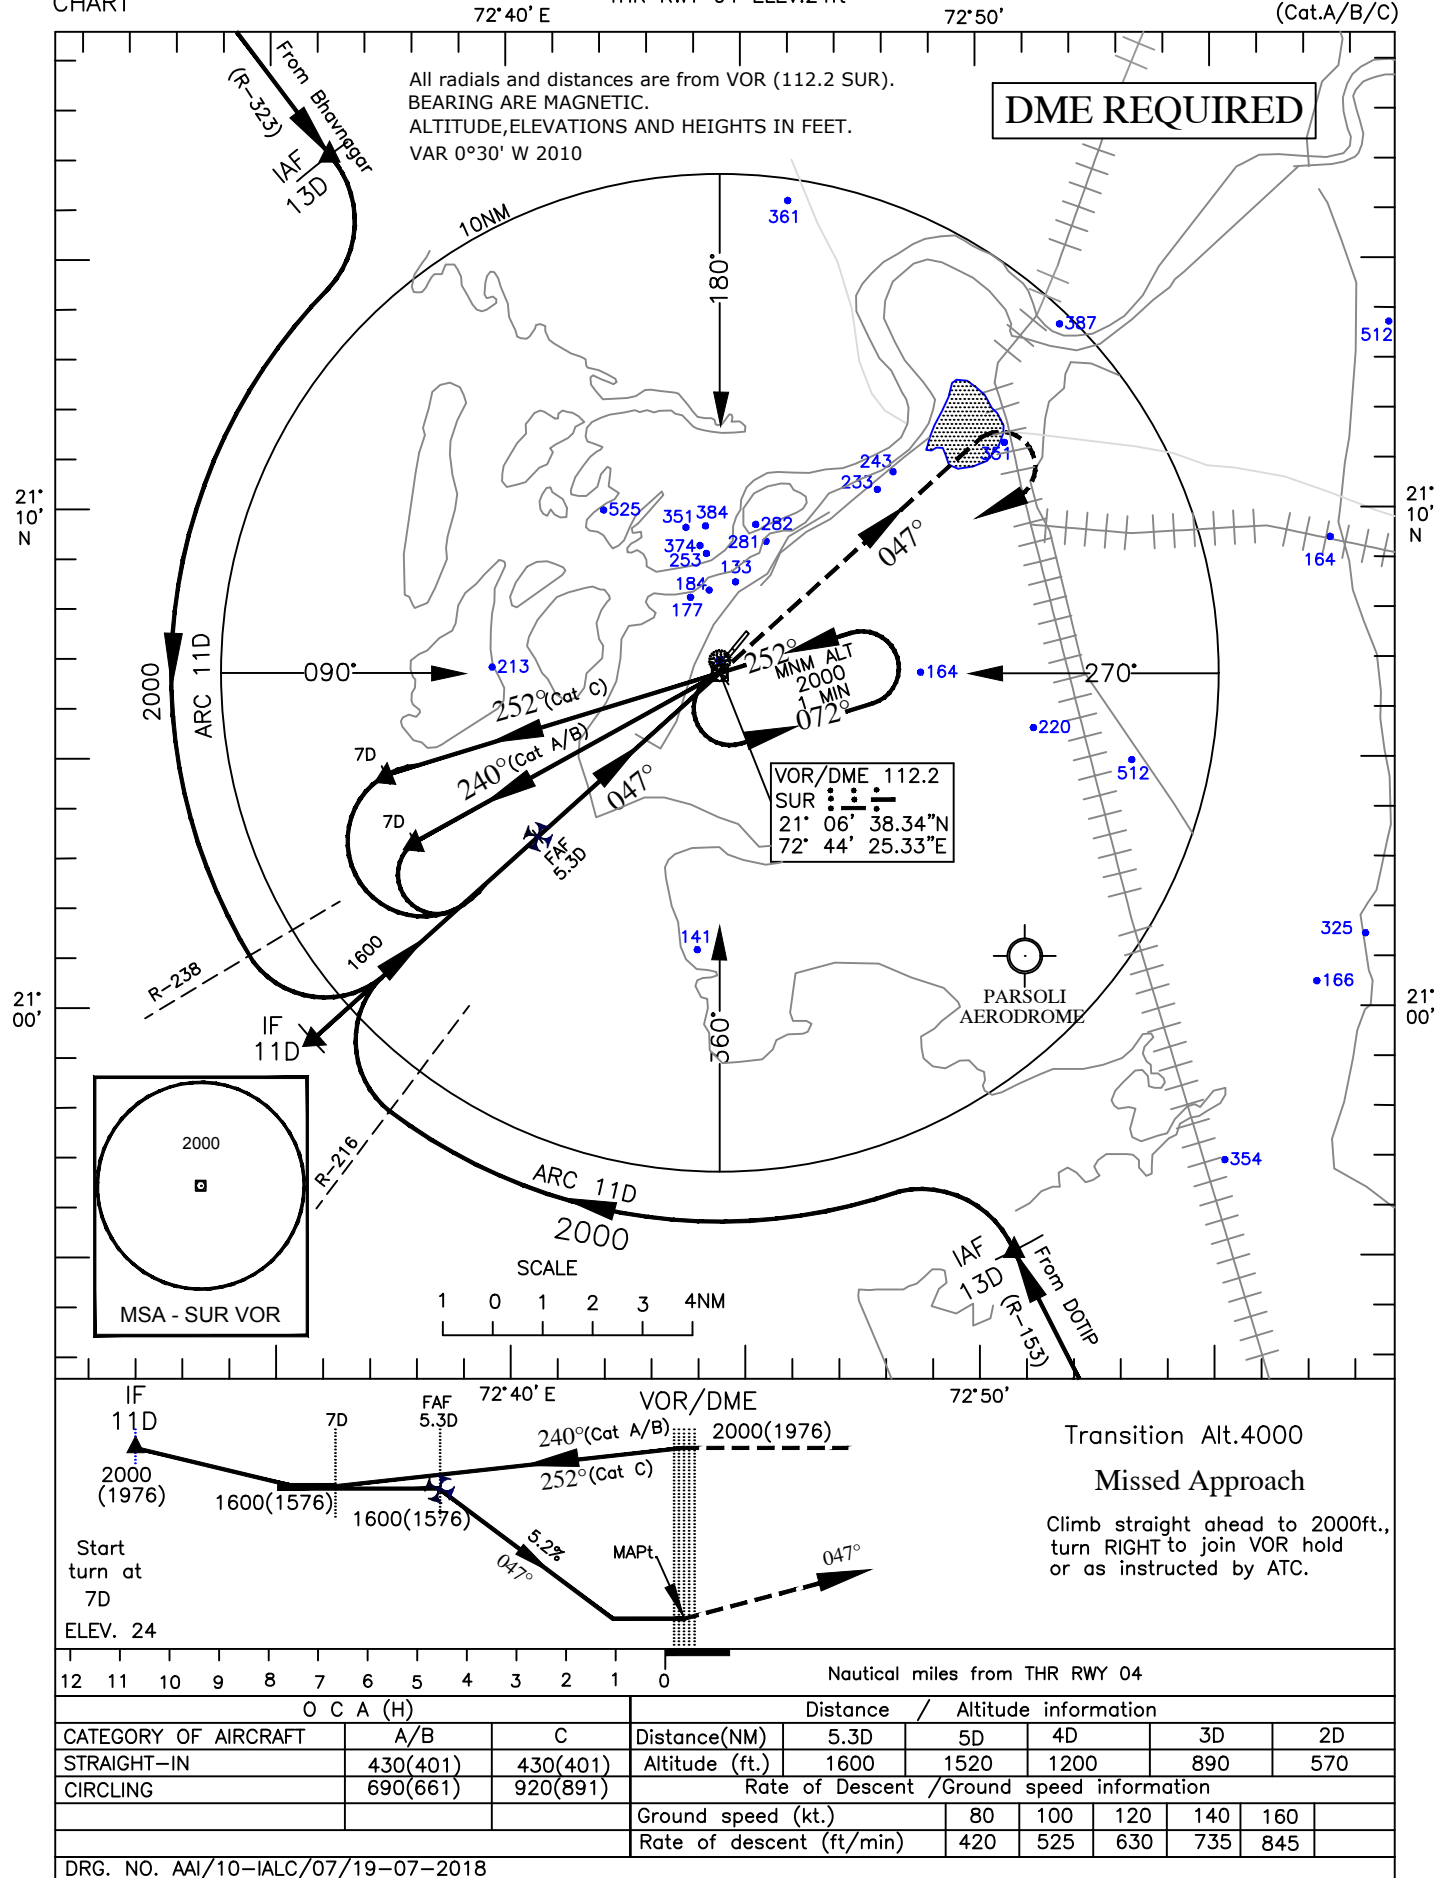 CHART
72°40' E
72°50'
(Cat.A/B/C)
From Bhavnagar
(R-323)
IAF
13D
All radials and distances are from VOR (112.2 SUR).
BEARING ARE MAGNETIC.
ALTITUDE,ELEVATIONS AND HEIGHTS IN FEET.
VAR 0°30' W 2010
DME REQUIRED
10NM
361
180°
387
512
243
233
351
21°
10'
N
525
351
384
282
374
281
253
133
184
177
047°
164
21°
10'
N
2000
ARC 11D
090°
213
252°
MNM ALT
2000
1 MIN
072°
164
270°
252°(Cat C)
240°(Cat A/B)
047°
7D
7D
220
512
VOR/DME 112.2
SUR
21° 06' 38.34"N
72° 44' 25.33"E
FAF
5.3D
141
325
166
R-238
1600
21°
00'
IF
11D
360°
PARSOLI
AERODROME
21°
00'
2000
MSA - SUR VOR
R-216
ARC 11D
2000
354
IAF
13D
(R-153)
From DOTIP
SCALE
1 0 1 2 3 4NM
72°40' E
72°50'
IF
11D
7D
FAF
5.3D
VOR/DME
240°(Cat A/B)
252°(Cat C)
2000(1976)
2000
(1976)
1600(1576)
1600(1576)
5.2%
047°
MAPt.
047°
Start
turn at
7D
ELEV. 24
Transition Alt.4000
Missed Approach
Climb straight ahead to 2000ft.,
turn RIGHT to join VOR hold
or as instructed by ATC.
12 11 10 9 8 7 6 5 4 3 2 1 0
Nautical miles from THR RWY 04
O C A (H)
Distance / Altitude information
CATEGORY OF AIRCRAFT A/B C
Distance(NM) 5.3D 5D 4D 3D 2D
STRAIGHT-IN 430(401) 430(401)
Altitude (ft.) 1600 1520 1200 890 570
CIRCLING 690(661) 920(891)
Rate of Descent /Ground speed information
Ground speed (kt.) 80 100 120 140 160
Rate of descent (ft/min) 420 525 630 735 845
DRG. NO. AAI/10-IALC/07/19-07-2018